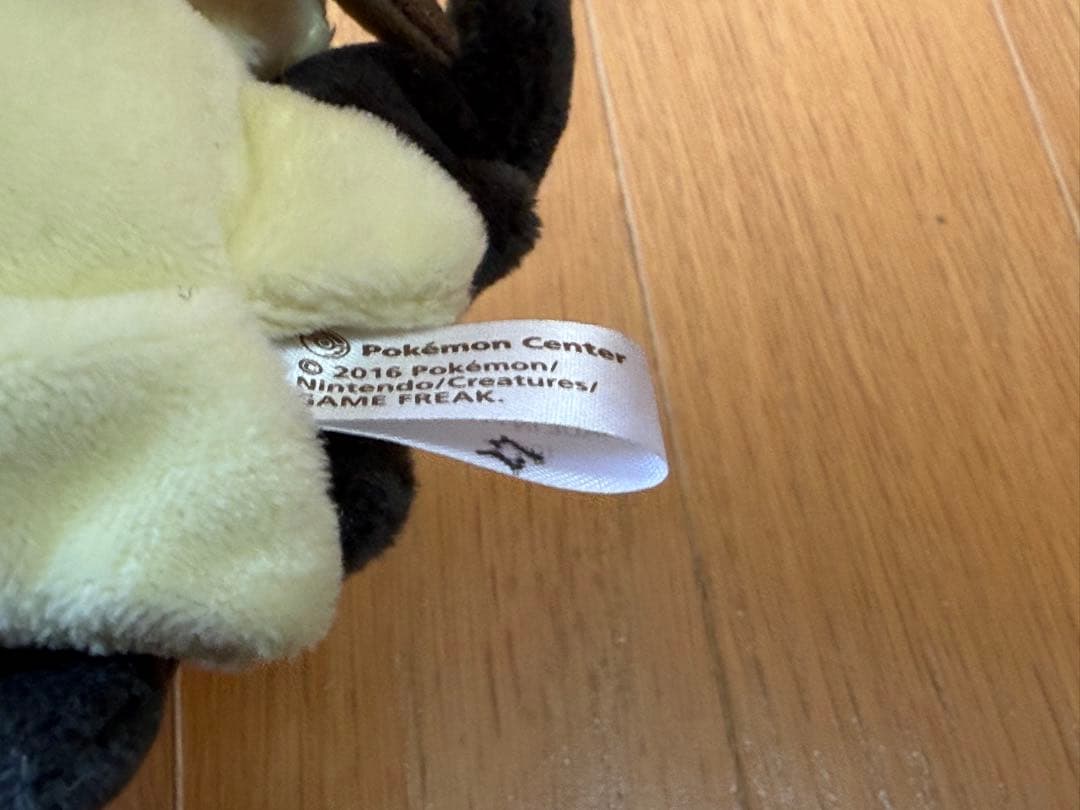 Pokémon Center
© 2016 Pokémon/
Nintendo/Creatures/
GAME FREAK.